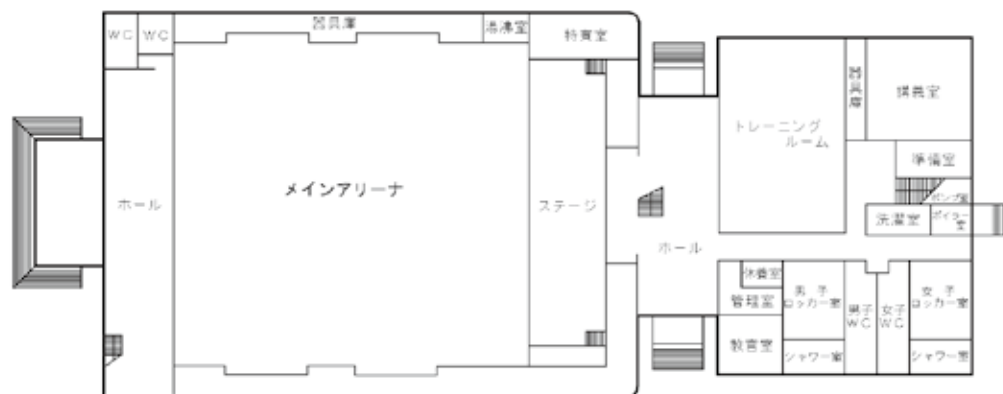 WC
WC
器具庫
湯沸室
特賓室
ホール
メインアリーナ
ステージ
ホール
トレーニング
ルーム
器具庫
講義室
準備室
ポンプ室
洗濯室
ボイラー
室
休養室
管理室
教官室
男子
ロッカー室
シャワー室
男子
WC
女子
WC
女子
ロッカー室
シャワー室